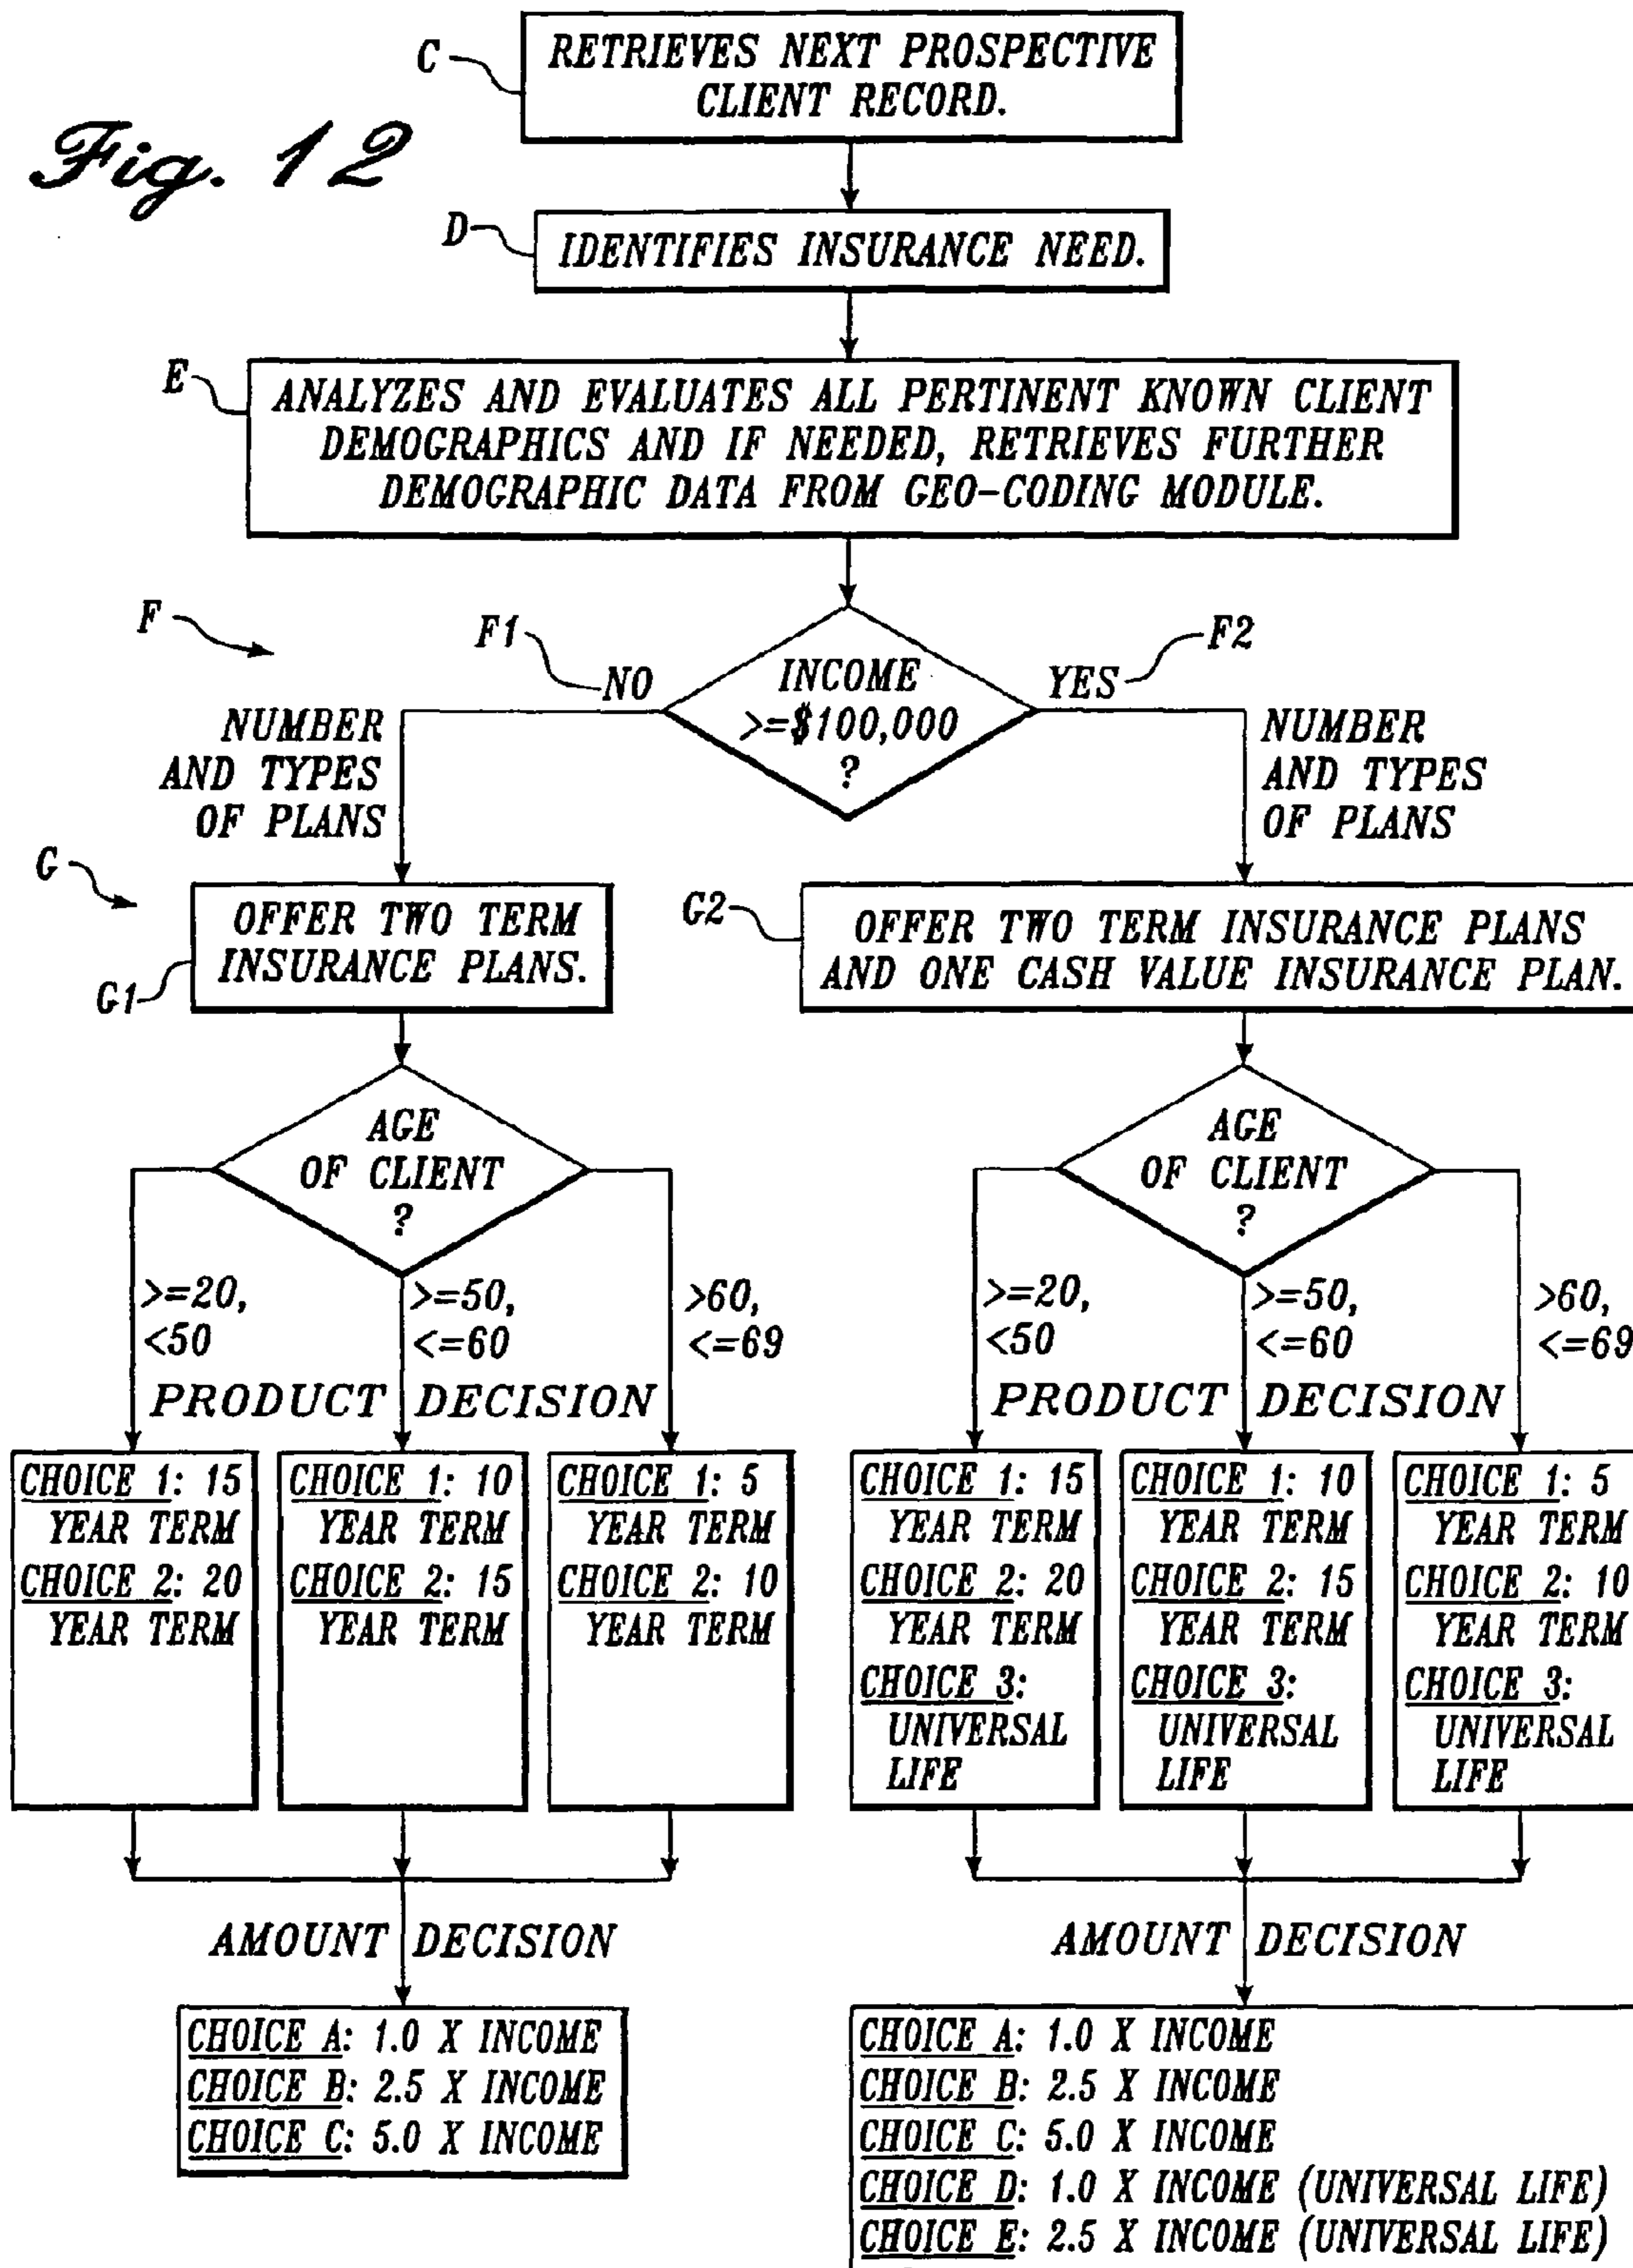 Fig. 12
C
RETRIEVES NEXT PROSPECTIVE
CLIENT RECORD.
D
IDENTIFIES INSURANCE NEED.
E
ANALYZES AND EVALUATES ALL PERTINENT KNOWN CLIENT
DEMOGRAPHICS AND IF NEEDED, RETRIEVES FURTHER
DEMOGRAPHIC DATA FROM GEO-CODING MODULE.
F
F1
NO
INCOME
>=$100,000
?
YES
F2
NUMBER
AND TYPES
OF PLANS
NUMBER
AND TYPES
OF PLANS
G
G1
OFFER TWO TERM
INSURANCE PLANS.
G2
OFFER TWO TERM INSURANCE PLANS
AND ONE CASH VALUE INSURANCE PLAN.
AGE
OF CLIENT
?
>=20,
<50
>=50,
<=60
>60,
<=69
PRODUCT DECISION
CHOICE 1: 15
YEAR TERM
CHOICE 2: 20
YEAR TERM
CHOICE 1: 10
YEAR TERM
CHOICE 2: 15
YEAR TERM
CHOICE 1: 5
YEAR TERM
CHOICE 2: 10
YEAR TERM
AMOUNT DECISION
CHOICE A: 1.0 X INCOME
CHOICE B: 2.5 X INCOME
CHOICE C: 5.0 X INCOME
AGE
OF CLIENT
?
>=20,
<50
>=50,
<=60
>60,
<=69
PRODUCT DECISION
CHOICE 1: 15
YEAR TERM
CHOICE 2: 20
YEAR TERM
CHOICE 3:
UNIVERSAL
LIFE
CHOICE 1: 10
YEAR TERM
CHOICE 2: 15
YEAR TERM
CHOICE 3:
UNIVERSAL
LIFE
CHOICE 1: 5
YEAR TERM
CHOICE 2: 10
YEAR TERM
CHOICE 3:
UNIVERSAL
LIFE
AMOUNT DECISION
CHOICE A: 1.0 X INCOME
CHOICE B: 2.5 X INCOME
CHOICE C: 5.0 X INCOME
CHOICE D: 1.0 X INCOME (UNIVERSAL LIFE)
CHOICE E: 2.5 X INCOME (UNIVERSAL LIFE)